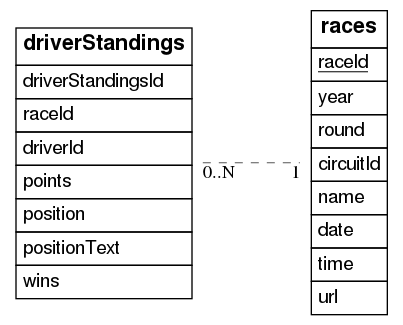 driverStandings
driverStandingsId
raceId
driverId
points
position
positionText
wins
0..N
1
races
raceId
year
round
circuitId
name
date
time
url